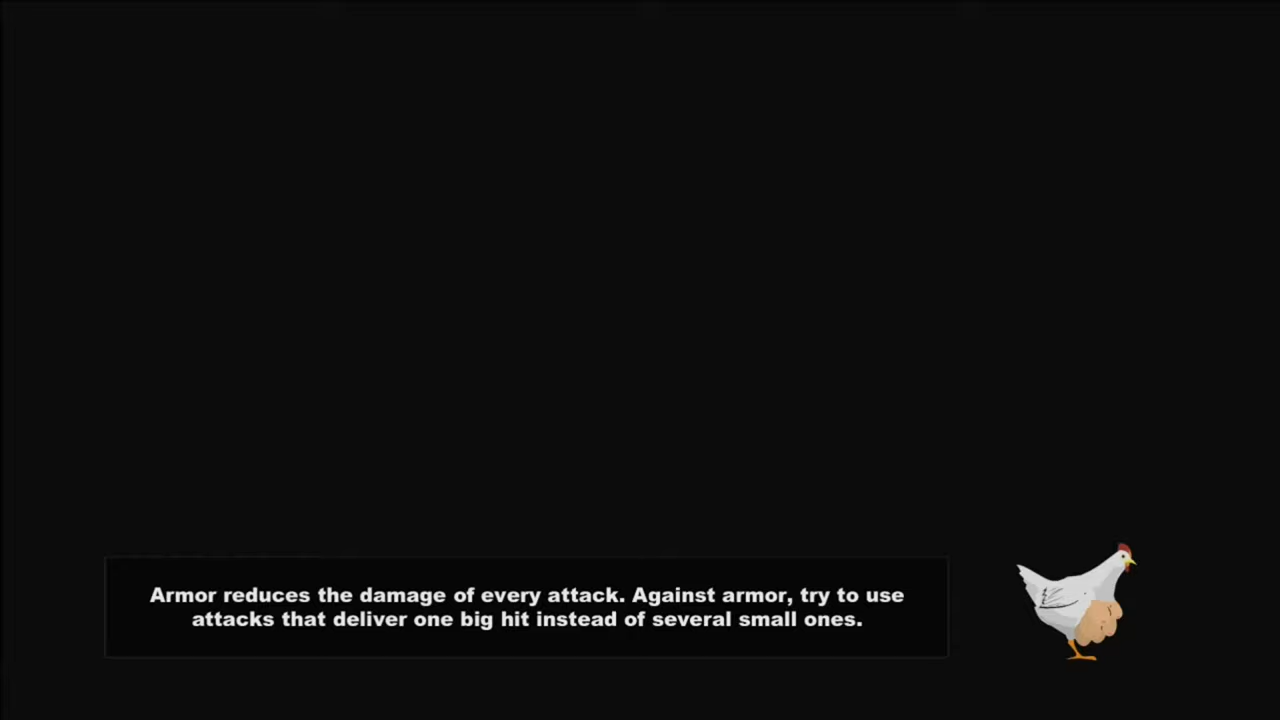 Armor reduces the damage of every attack. Against armor, try to use
attacks that deliver one big hit instead of several small ones.